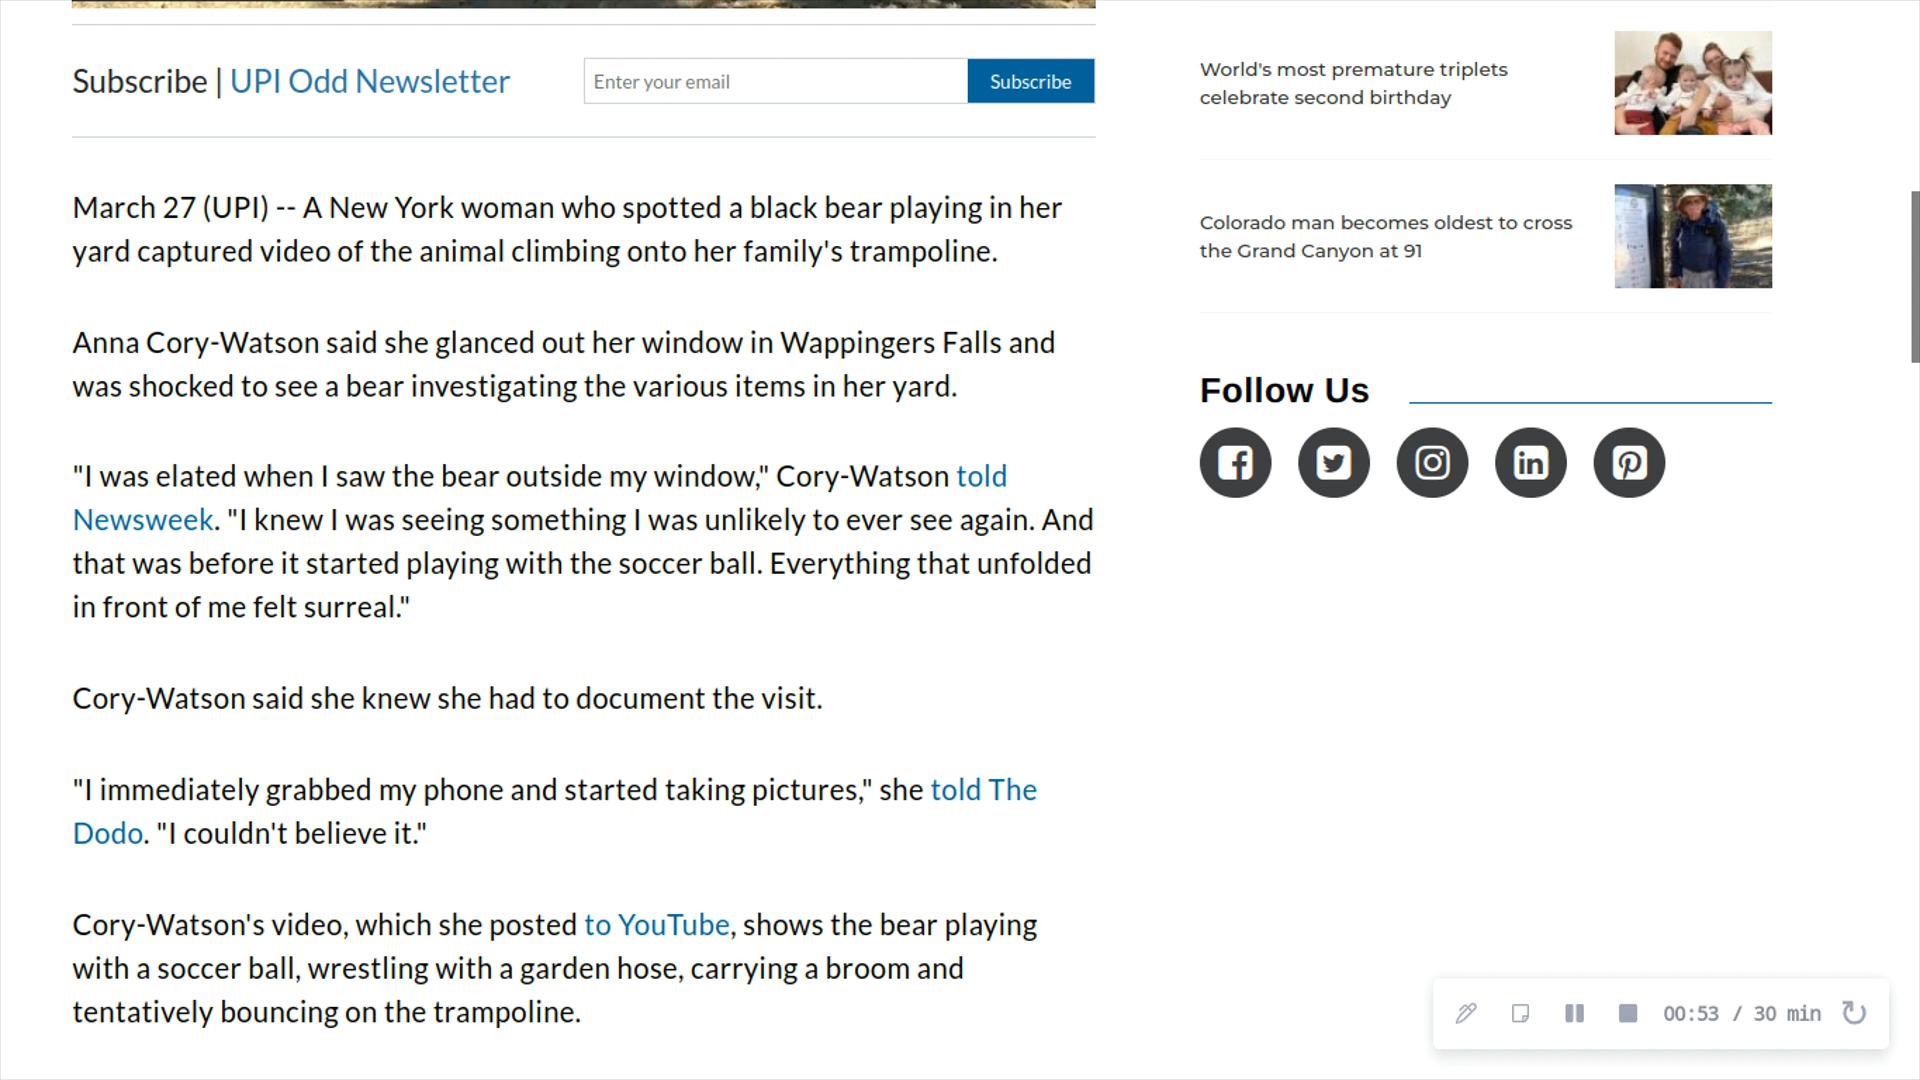 Subscribe | UPI Odd Newsletter
Enter your email
Subscribe
March 27 (UPI) -- A New York woman who spotted a black bear playing in her
yard captured video of the animal climbing onto her family's trampoline.
Anna Cory-Watson said she glanced out her window in Wappingers Falls and
was shocked to see a bear investigating the various items in her yard.
"I was elated when I saw the bear outside my window," Cory-Watson told
Newsweek. "I knew I was seeing something I was unlikely to ever see again. And
that was before it started playing with the soccer ball. Everything that unfolded
in front of me felt surreal."
Cory-Watson said she knew she had to document the visit.
"I immediately grabbed my phone and started taking pictures," she told The
Dodo. "I couldn't believe it."
Cory-Watson's video, which she posted to YouTube, shows the bear playing
with a soccer ball, wrestling with a garden hose, carrying a broom and
tentatively bouncing on the trampoline.
World's most premature triplets
celebrate second birthday
Colorado man becomes oldest to cross
the Grand Canyon at 91
Follow Us
00:53 / 30 min